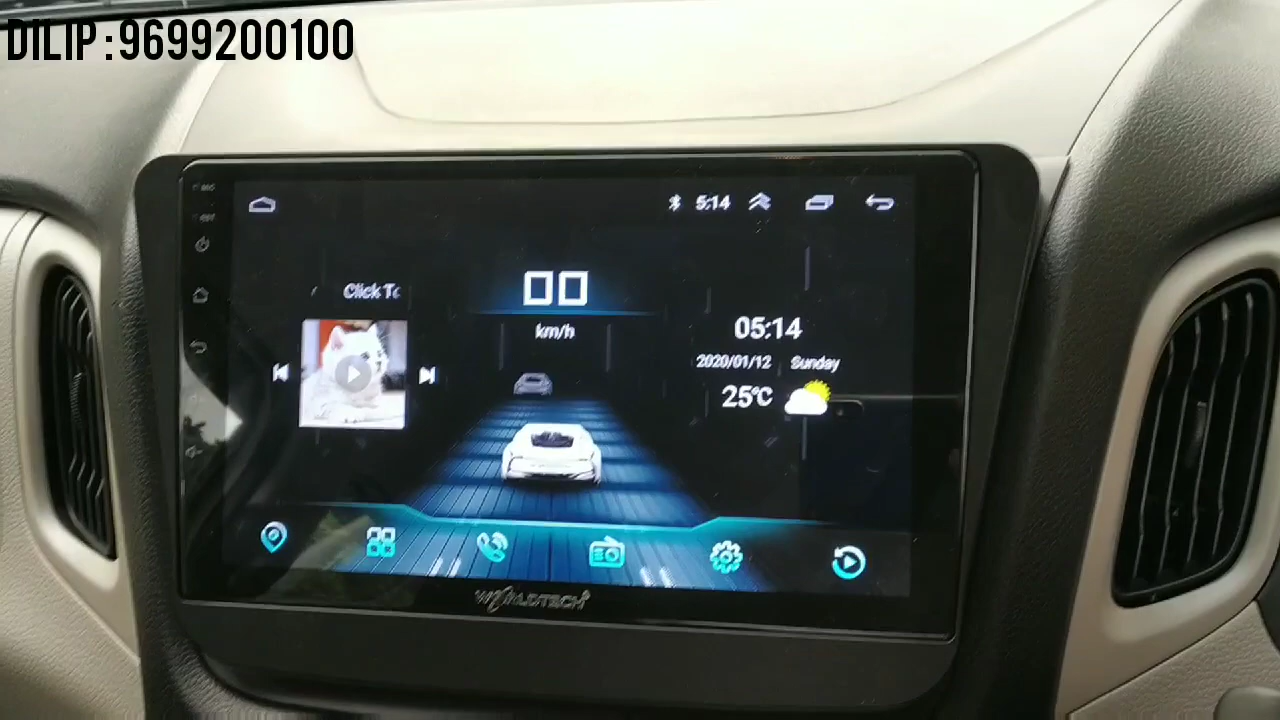 DILIP:9699200100
5:14
Click To
00
km/h
05:14
2020/01/12 Sunday
25°C
WORLDTECH